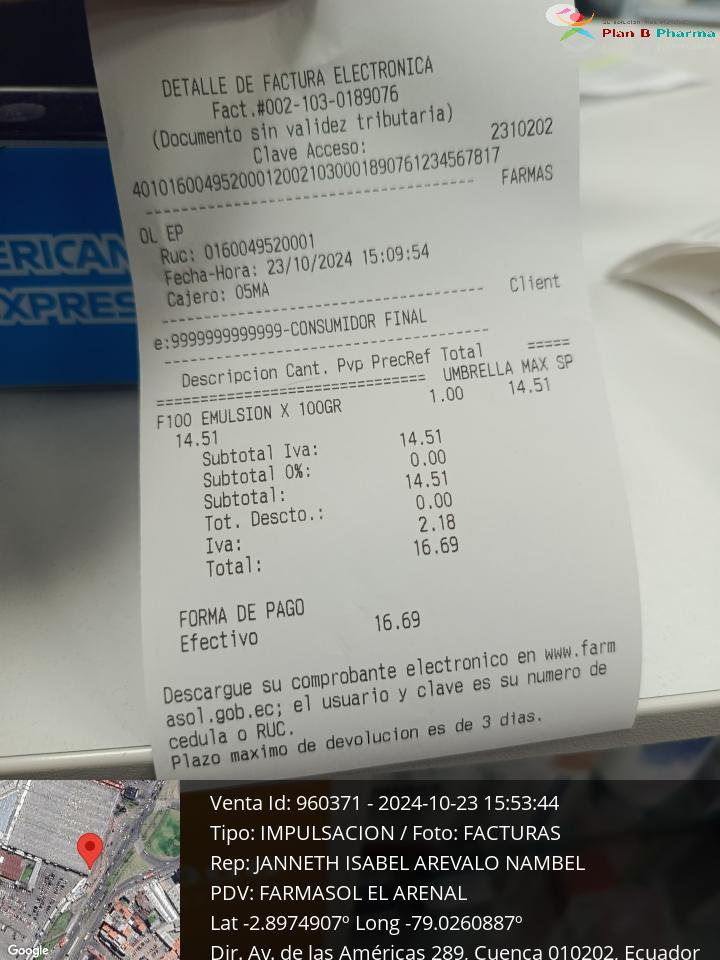 Plan B Pharma
DETALLE DE FACTURA ELECTRONICA
Fact.#002-103-0189076
(Documento sin validez tributaria)
Clave Acceso: 2310202
401016004952000120021030001890761234567817
FARMAS
OL EP
Ruc: 0160049520001
Fecha-Hora: 23/10/2024 15:09:54
Cajero: 05MA
Client
e:9999999999999-CONSUMIDOR FINAL
Descripcion Cant. Pvp PrecRef Total
UMBRELLA MAX SP
F100 EMULSION X 100GR 1.00 14.51
14.51
Subtotal Iva: 14.51
Subtotal 0%: 0.00
Subtotal: 14.51
Tot. Descto.: 0.00
Iva: 2.18
Total: 16.69
FORMA DE PAGO
Efectivo 16.69
Descargue su comprobante electronico en www.farm
asol.gob.ec; el usuario y clave es su numero de
cedula o RUC.
Plazo maximo de devolucion es de 3 dias.
ERICAN
XPRES
Venta Id: 960371 - 2024-10-23 15:53:44
Tipo: IMPULSACION / Foto: FACTURAS
Rep: JANNETH ISABEL AREVALO NAMBEL
PDV: FARMASOL EL ARENAL
Lat -2.8974907º Long -79.0260887º
Dir. Av. de las Américas 289, Cuenca 010202, Ecuador
Google